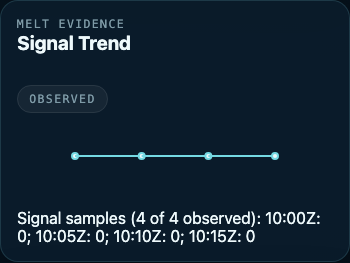 MELT EVIDENCE
Signal Trend
OBSERVED
Signal samples (4 of 4 observed): 10:00Z:
0; 10:05Z: 0; 10:10Z: 0; 10:15Z: 0